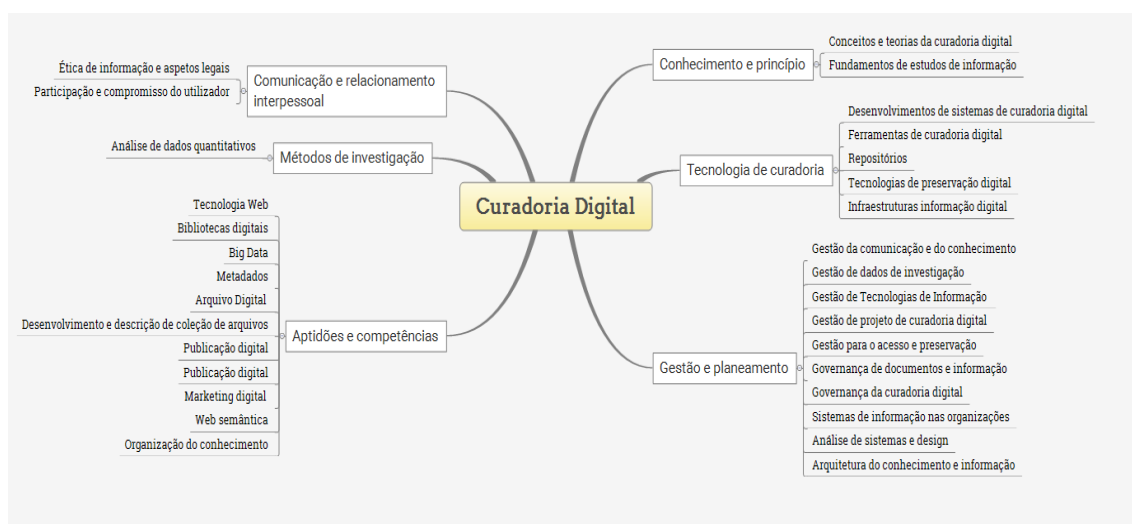 Curadoria Digital
Comunicação e relacionamento
interpessoal
Ética de informação e aspetos legais
Participação e compromisso do utilizador
Métodos de investigação
Análise de dados quantitativos
Aptidões e competências
Tecnologia Web
Bibliotecas digitais
Big Data
Metadados
Arquivo Digital
Desenvolvimento e descrição de coleção de arquivos
Publicação digital
Publicação digital
Marketing digital
Web semântica
Organização do conhecimento
Conhecimento e princípio
Conceitos e teorias da curadoria digital
Fundamentos de estudos de informação
Tecnologia de curadoria
Desenvolvimentos de sistemas de curadoria digital
Ferramentas de curadoria digital
Repositórios
Tecnologias de preservação digital
Infraestruturas informação digital
Gestão e planeamento
Gestão da comunicação e do conhecimento
Gestão de dados de investigação
Gestão de Tecnologias de Informação
Gestão de projeto de curadoria digital
Gestão para o acesso e preservação
Governança de documentos e informação
Governança da curadoria digital
Sistemas de informação nas organizações
Análise de sistemas e design
Arquitetura do conhecimento e informação